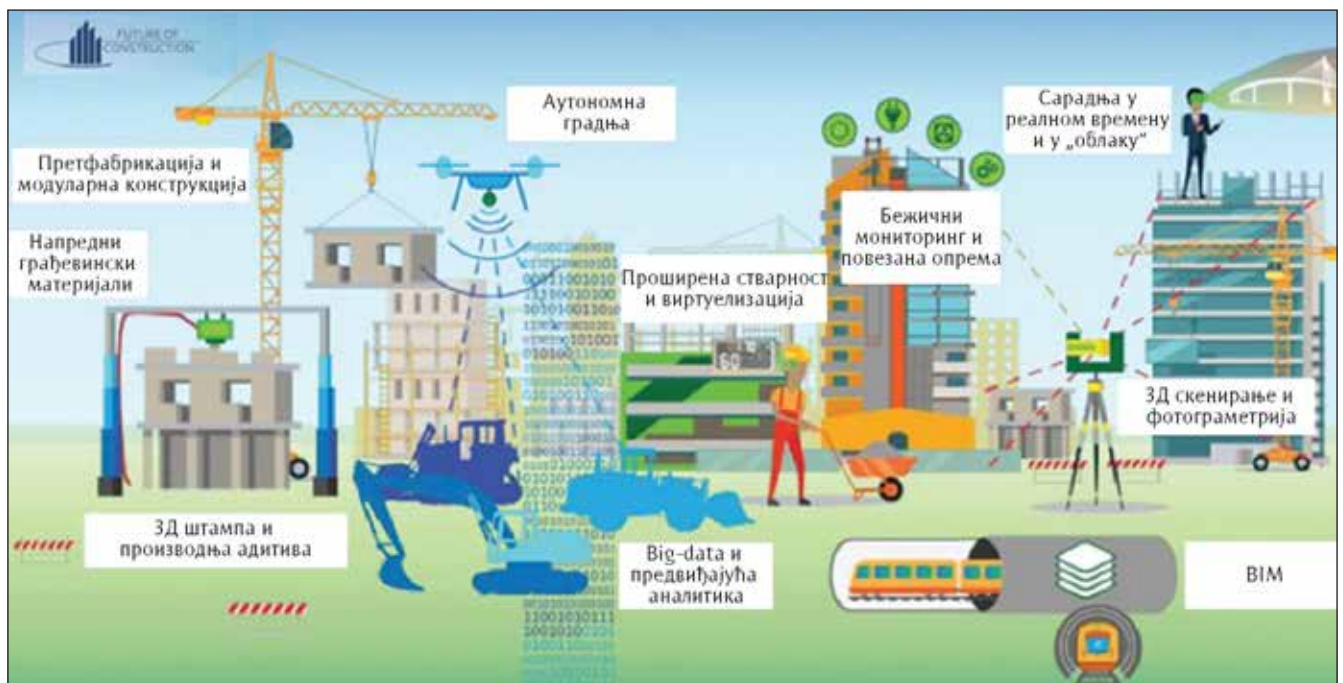 FUTURE OF
CONSTRUCTION
Аутономна
градња
Сарадња у
реалном времену
и у „облаку“
Претфабрикација и
модуларна конструкција
Бежични
мониторинг и
повезана опрема
Напредни
грађевински
материјали
Проширена стварност
и виртуелизација
60
3Д скенирање и
фотограметрија
3Д штампа и
производња адитива
Big-data и
предвиђајућа
аналитика
BIM